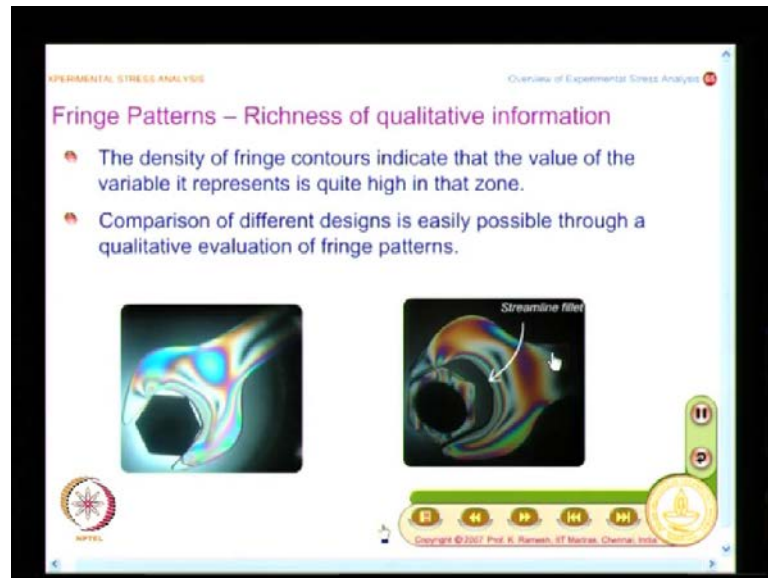 XPERIMENTAL STRESS ANALYSIS
Overview of Experimental Stress Analysis 65
Fringe Patterns – Richness of qualitative information
The density of fringe contours indicate that the value of the
variable it represents is quite high in that zone.
Comparison of different designs is easily possible through a
qualitative evaluation of fringe patterns.
Streamline fillet
NPTEL
Copyright ©2007 Prof. K. Ramesh, IIT Madras, Chennai, India